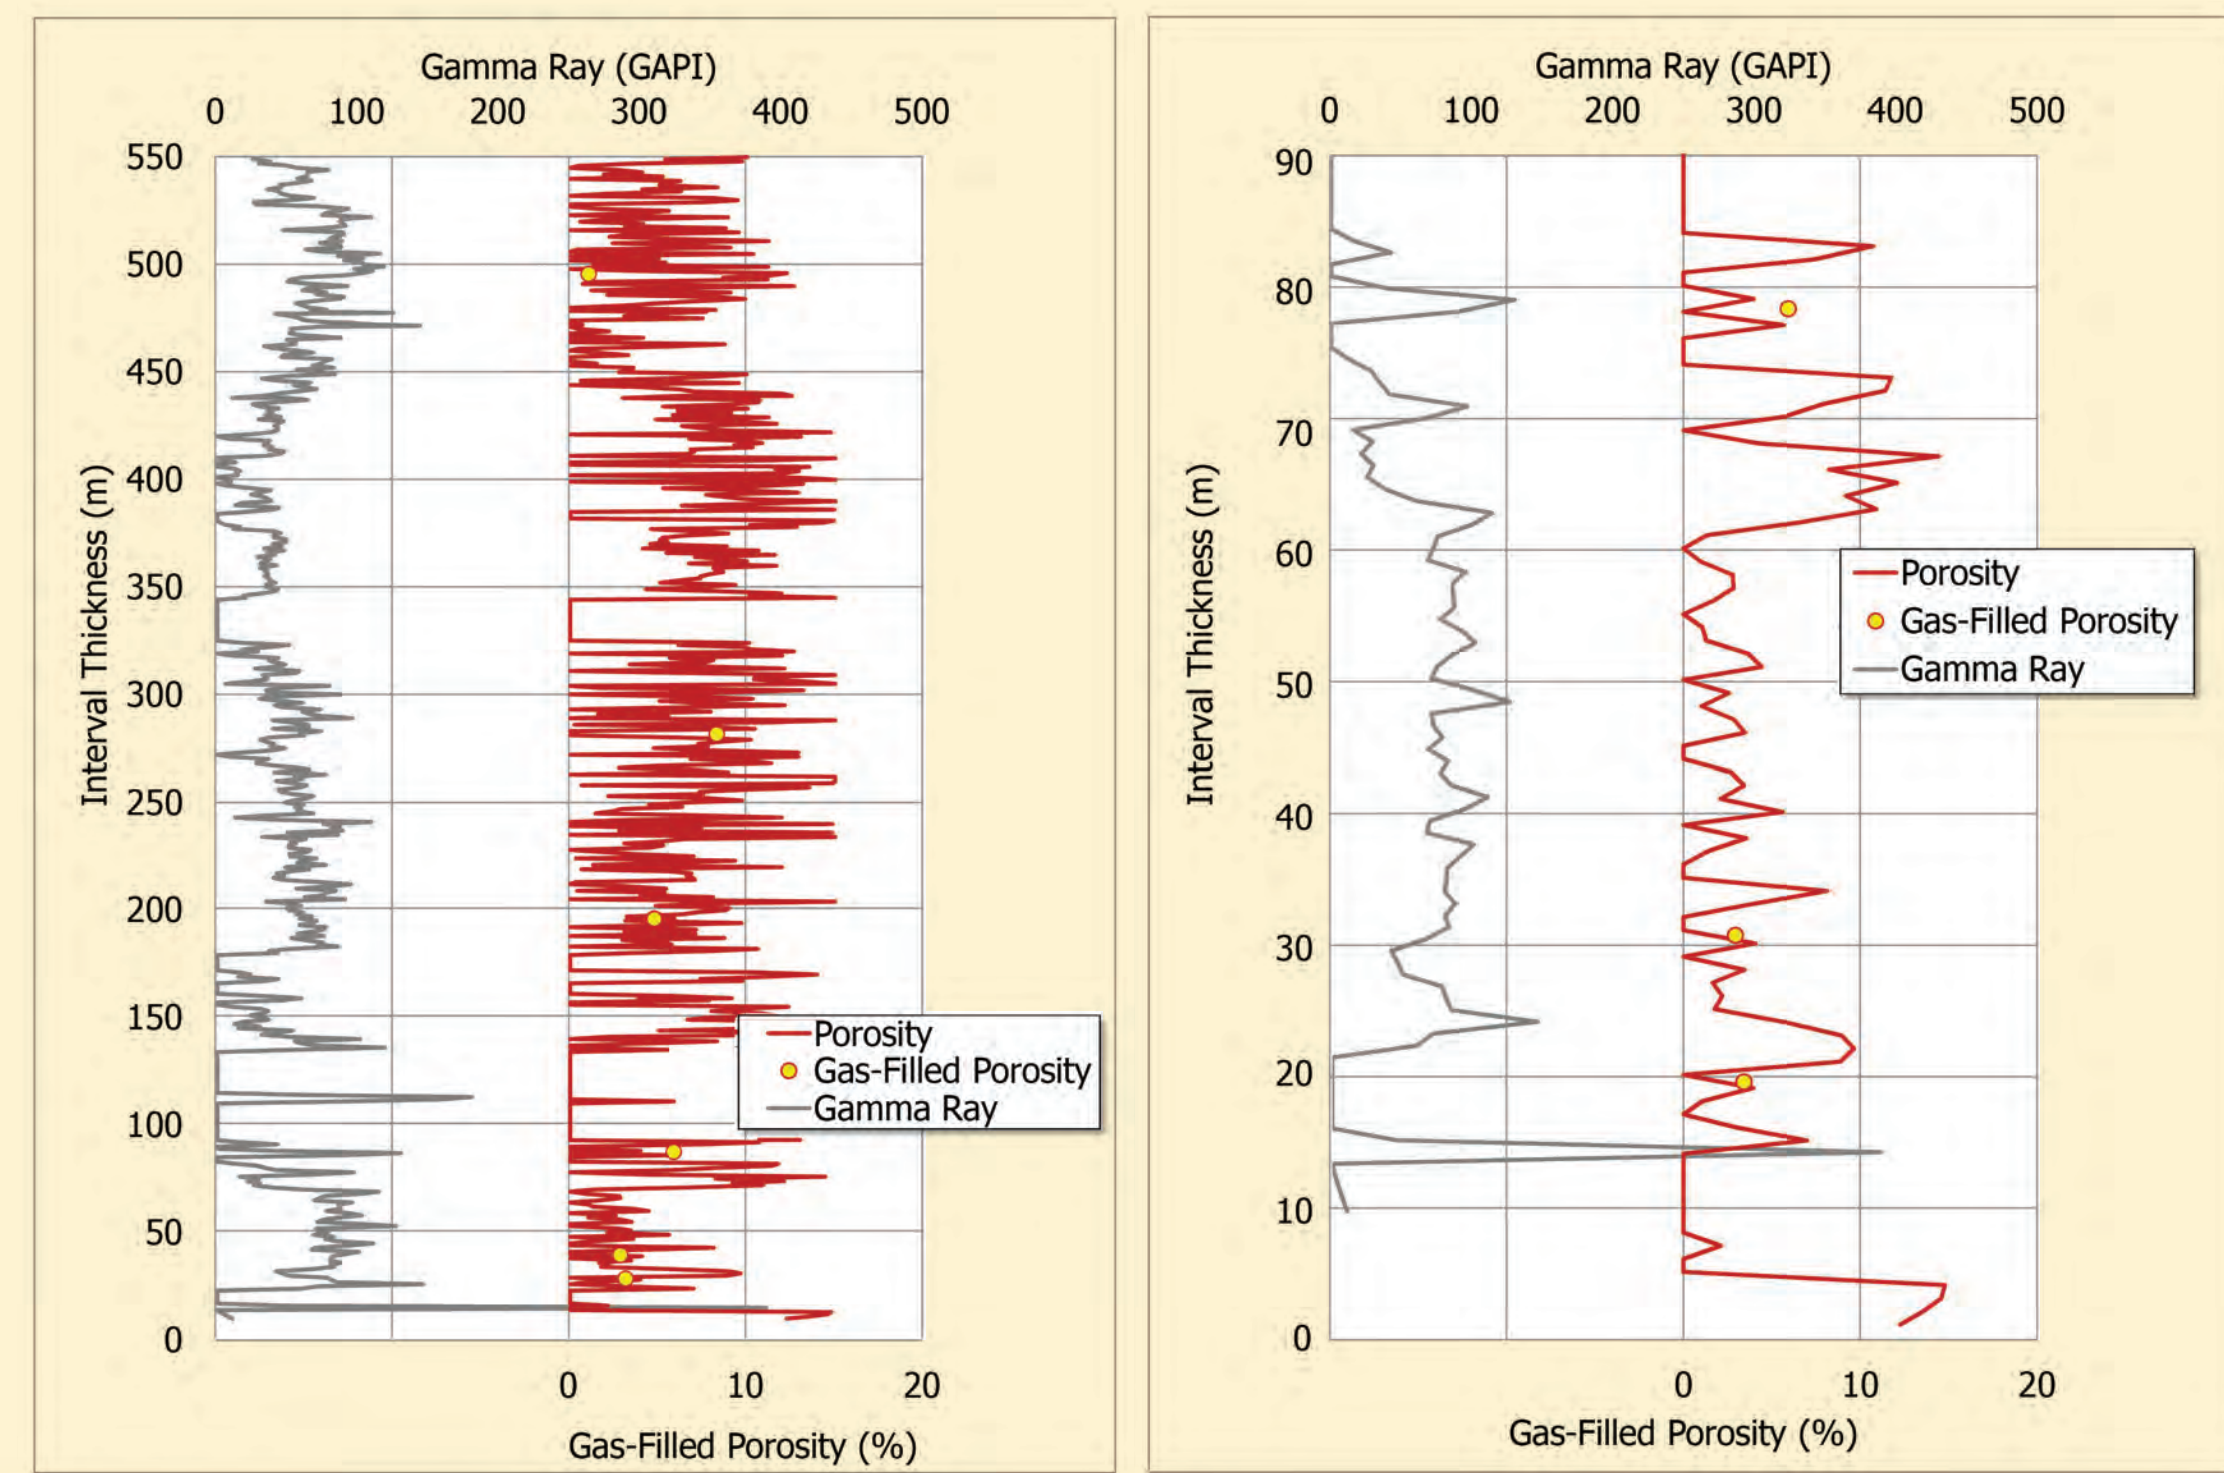 Gamma Ray (GAPI)
0 100 200 300 400 500
550
500
450
400
350
300
250
200
150
100
50
0
Interval Thickness (m)
Porosity
Gas-Filled Porosity
Gamma Ray
0 10 20
Gas-Filled Porosity (%)
Gamma Ray (GAPI)
0 100 200 300 400 500
90
80
70
60
50
40
30
20
10
0
Interval Thickness (m)
Porosity
Gas-Filled Porosity
Gamma Ray
0 10 20
Gas-Filled Porosity (%)